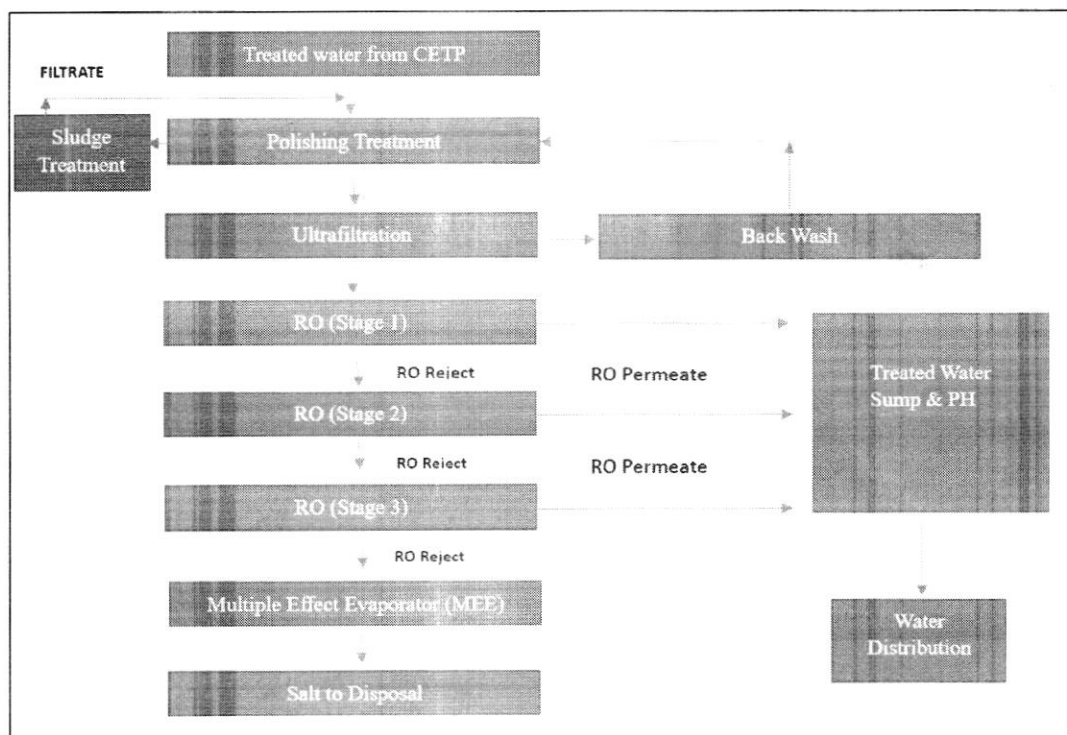 Treated water from CETP
FILTRATE
Sludge
Treatment
Polishing Treatment
Ultrafiltration
Back Wash
RO (Stage 1)
RO Reject
RO Permeate
Treated Water
Sump & PH
RO (Stage 2)
RO Reject
RO Permeate
RO (Stage 3)
RO Reject
Multiple Effect Evaporator (MEE)
Water
Distribution
Salt to Disposal